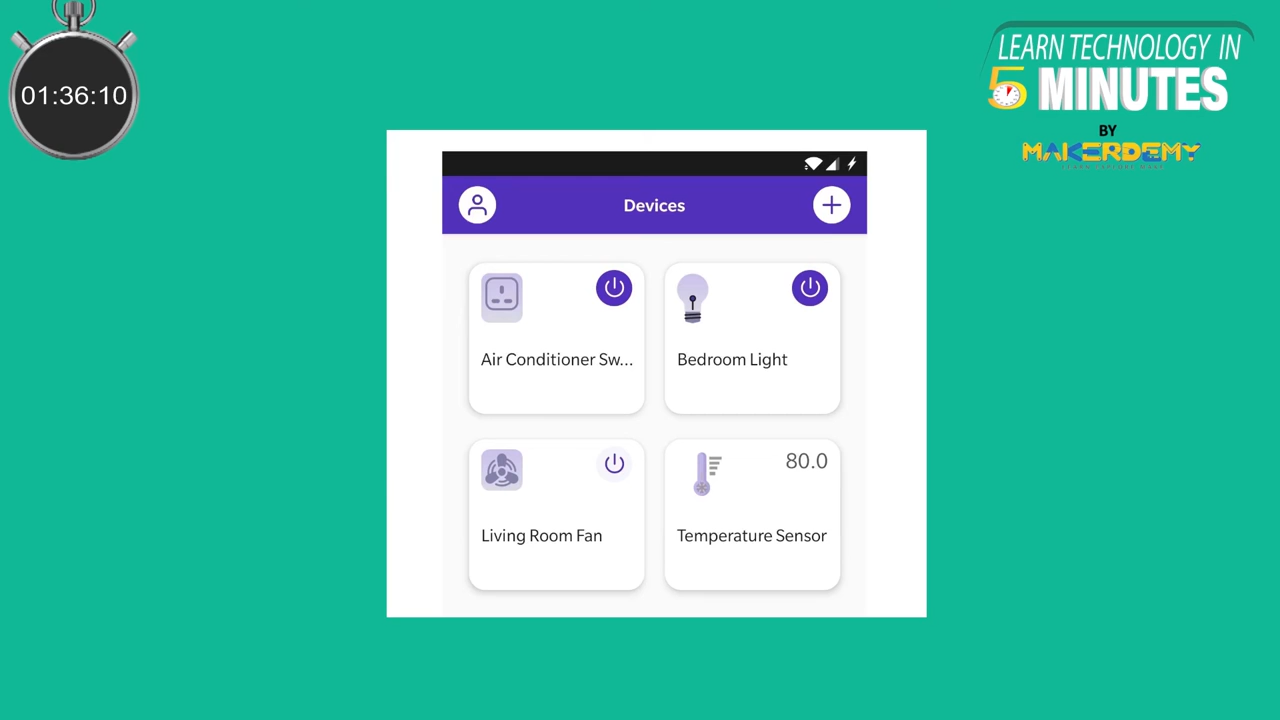 01:36:10
LEARN TECHNOLOGY IN
5 MINUTES
BY
MAKERDEMY
Devices
Air Conditioner Sw...
Bedroom Light
80.0
Living Room Fan
Temperature Sensor